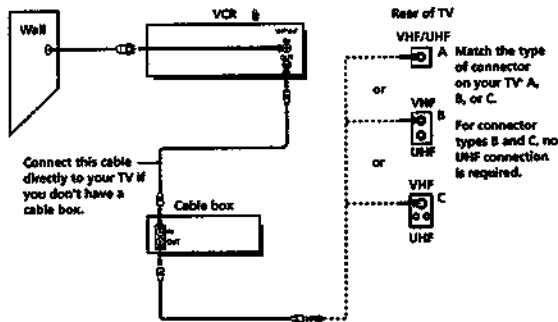 Wall
VCR
Rear of TV
VHF/UHF
A
Match the type
of connector
on your TV: A,
B, or C.
or
VHF
B
UHF
For connector
types B and C, no
UHF connection
is required.
or
VHF
C
UHF
Connect this cable
directly to your TV if
you don't have a
cable box.
Cable box
IN
OUT